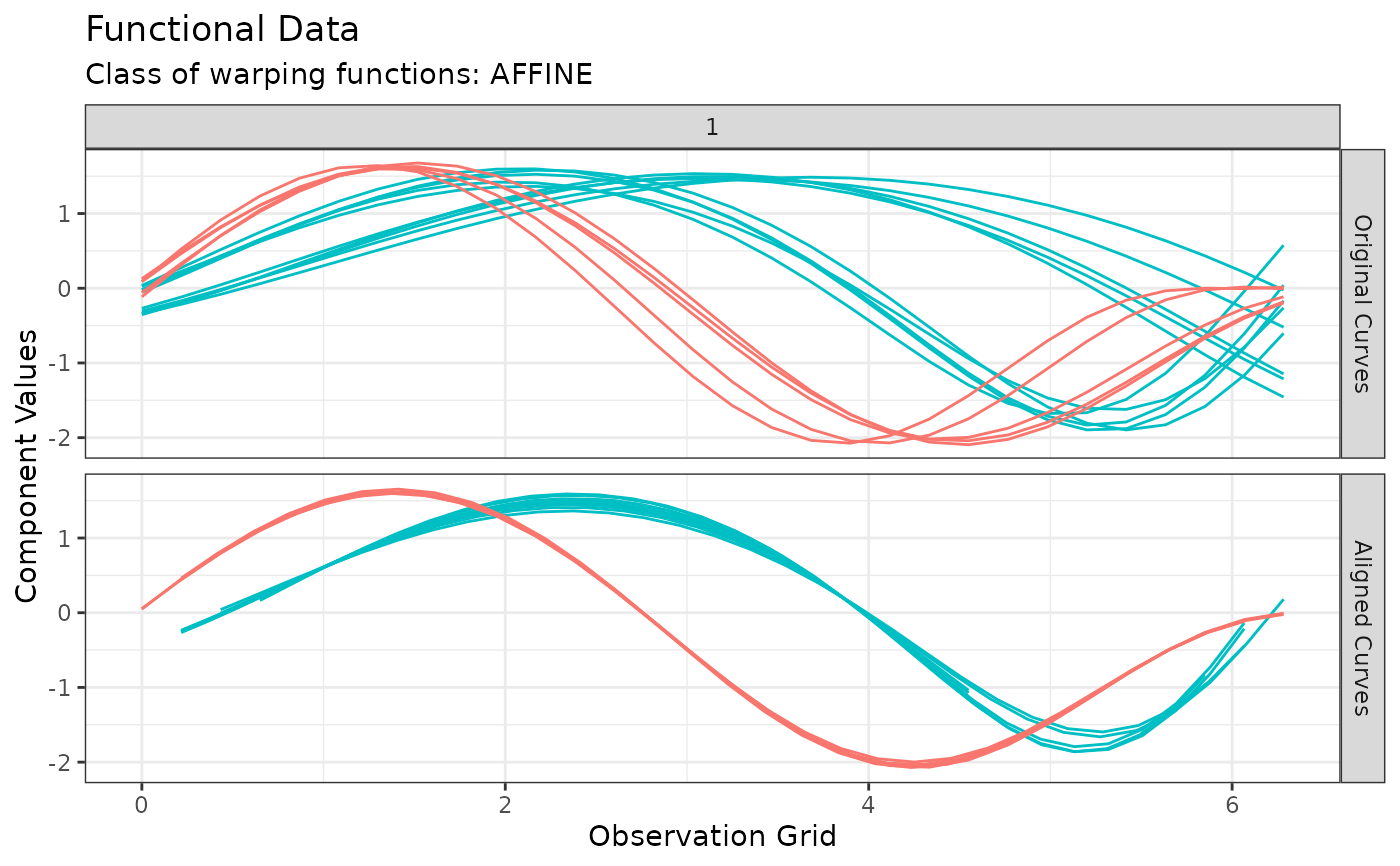 Functional Data
Class of warping functions: AFFINE
1
1
0
-1
-2
Original Curves
1
0
-1
-2
Aligned Curves
Component Values
0 2 4 6
Observation Grid